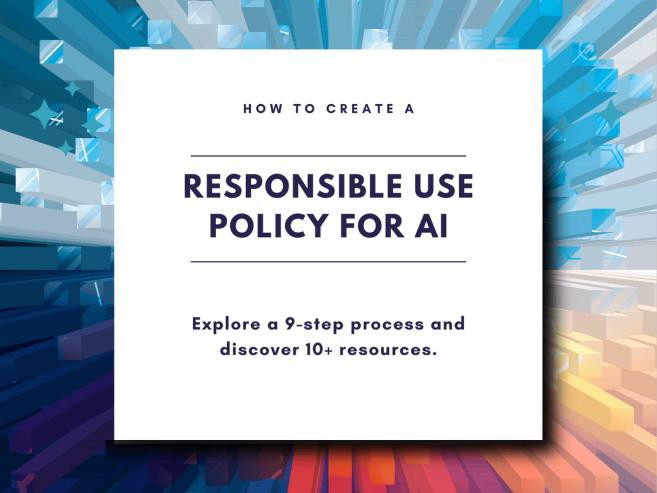 HOW TO CREATE A
RESPONSIBLE USE
POLICY FOR AI
Explore a 9-step process and
discover 10+ resources.